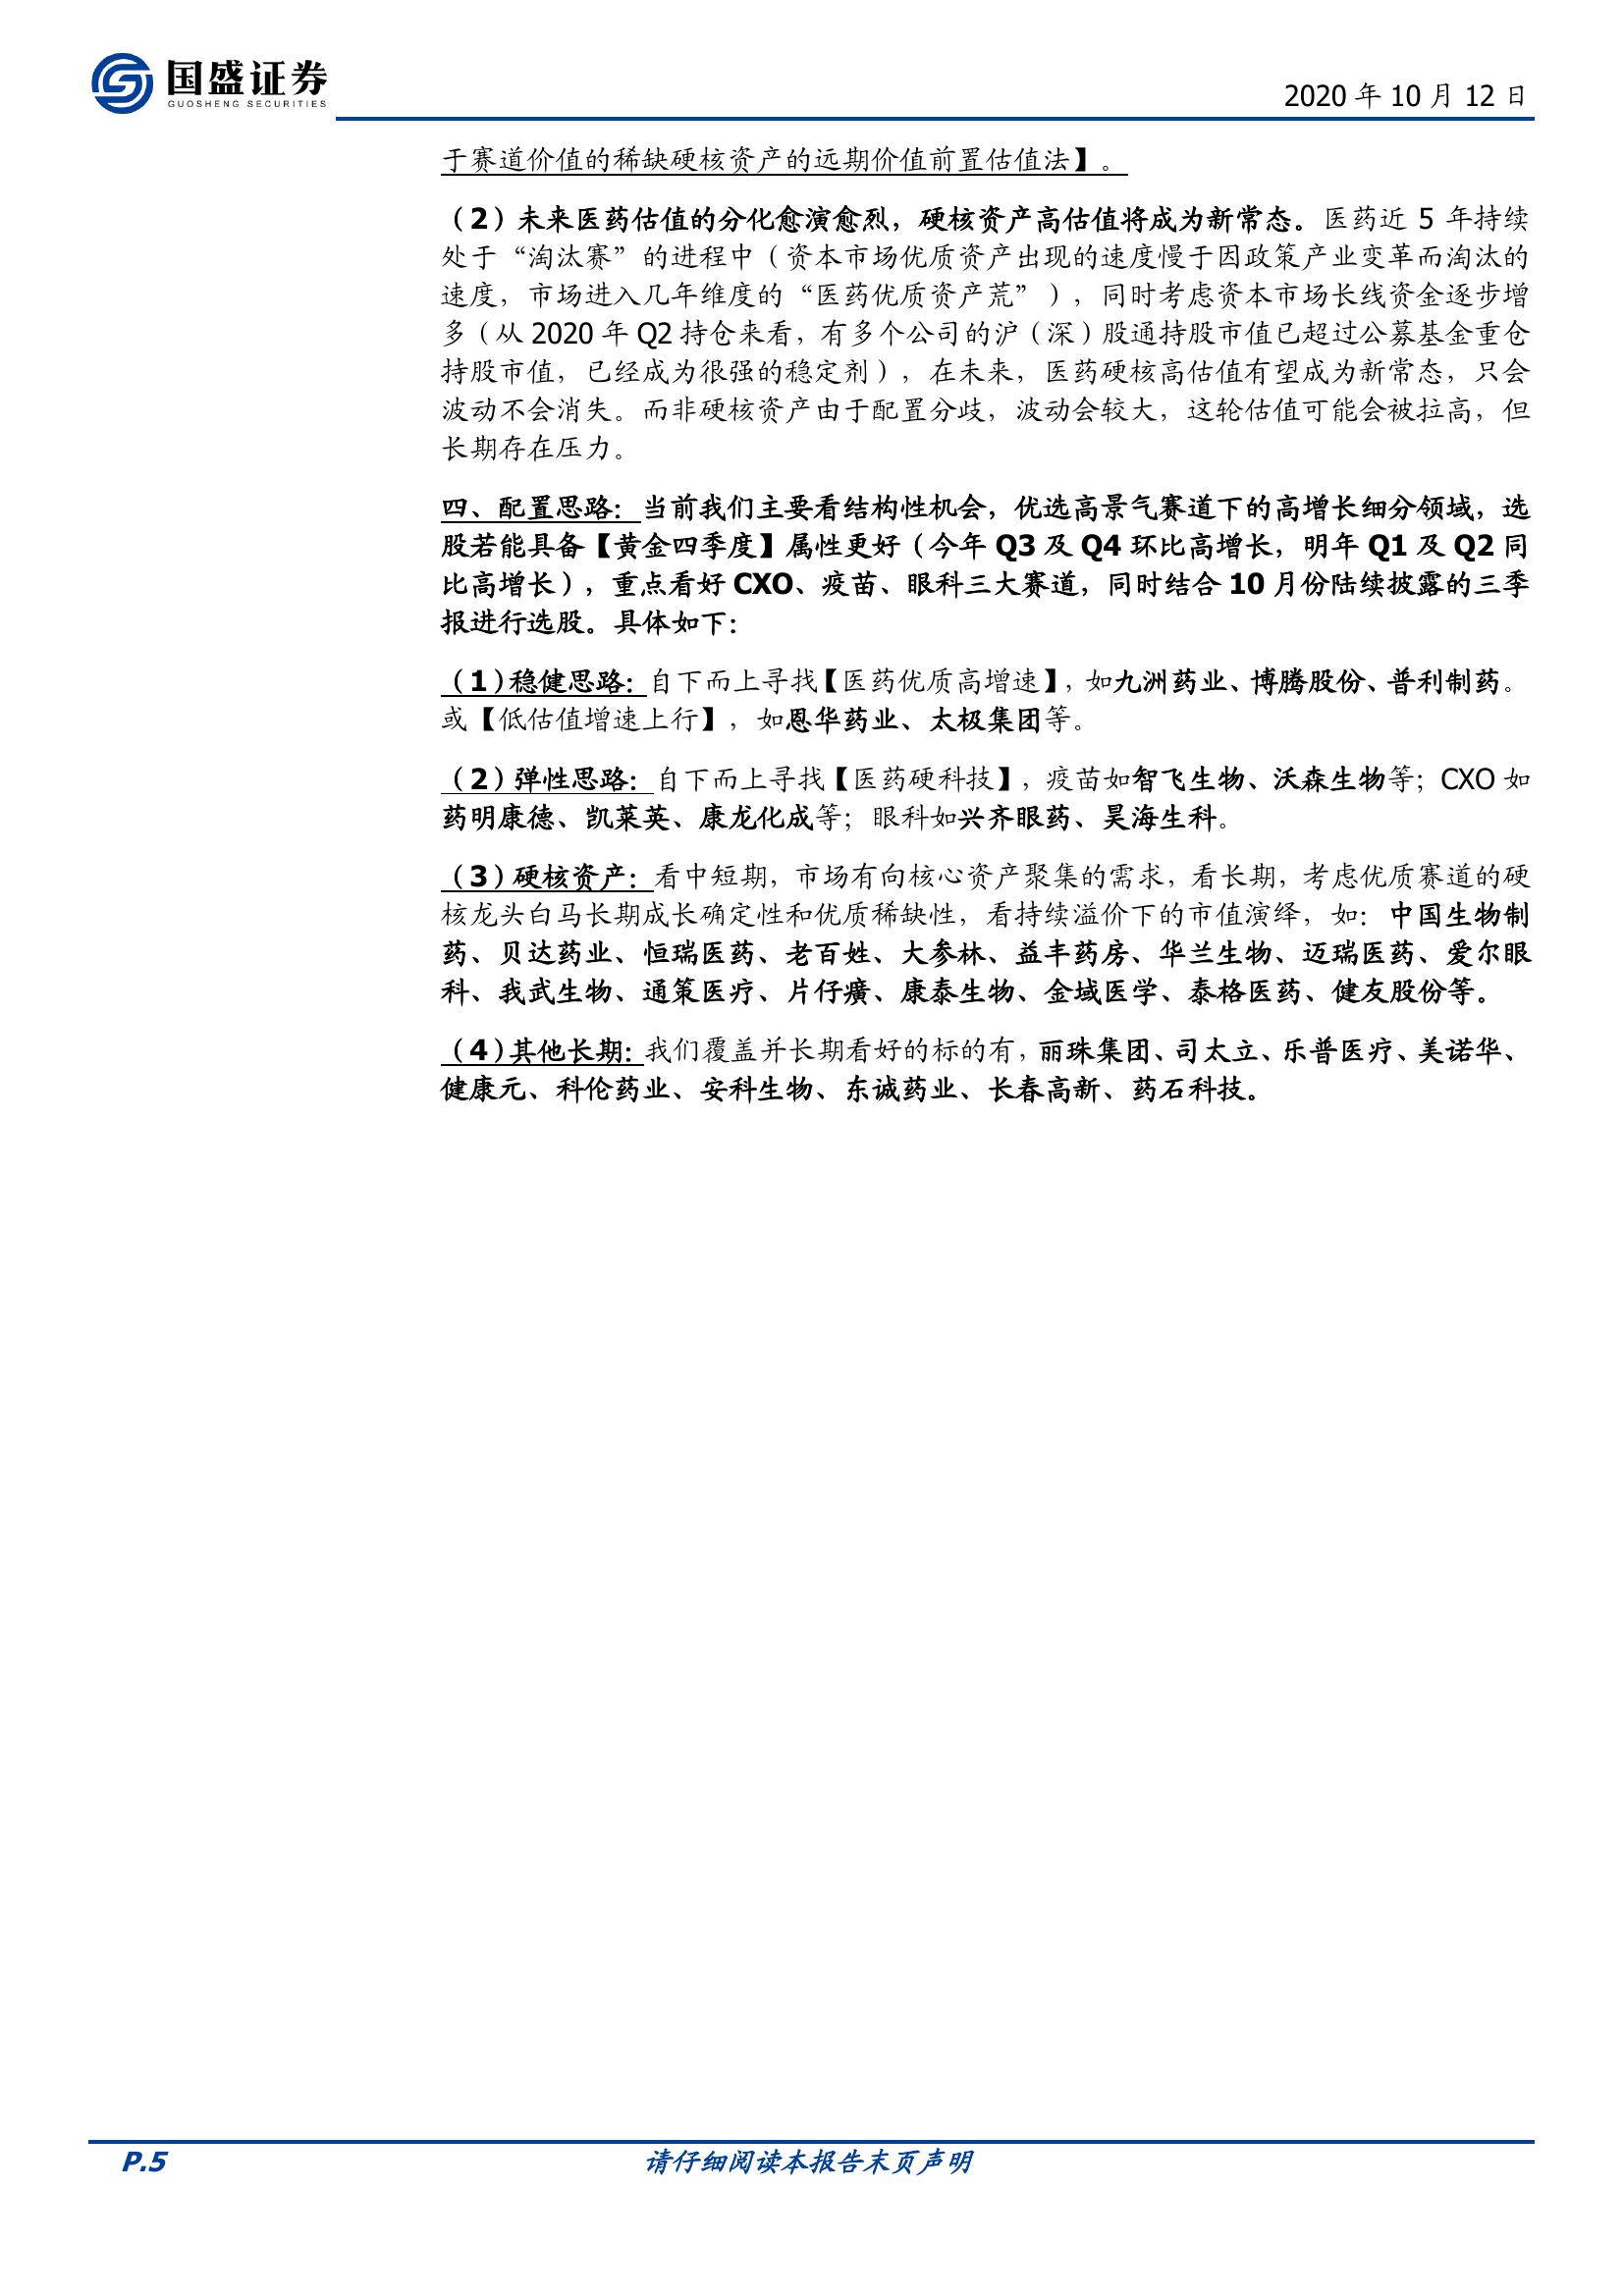 国盛证券
GUOSHENG SECURITIES
2020 年 10 月 12 日
于赛道价值的稀缺硬核资产的远期价值前置估值法】。
（2）未来医药估值的分化愈演愈烈，硬核资产高估值将成为新常态。医药近 5 年持续
处于“淘汰赛”的进程中（资本市场优质资产出现的速度慢于因政策产业变革而淘汰的
速度，市场进入几年维度的“医药优质资产荒”），同时考虑资本市场长线资金逐步增
多（从 2020 年 Q2 持仓来看，有多个公司的沪（深）股通持股市值已超过公募基金重仓
持股市值，已经成为很强的稳定剂），在未来，医药硬核高估值有望成为新常态，只会
波动不会消失。而非硬核资产由于配置分歧，波动会较大，这轮估值可能会被拉高，但
长期存在压力。
四、配置思路：当前我们主要看结构性机会，优选高景气赛道下的高增长细分领域，选
股若能具备【黄金四季度】属性更好（今年 Q3 及 Q4 环比高增长，明年 Q1 及 Q2 同
比高增长），重点看好 CXO、疫苗、眼科三大赛道，同时结合 10 月份陆续披露的三季
报进行选股。具体如下：
（1）稳健思路：自下而上寻找【医药优质高增速】，如九洲药业、博腾股份、普利制药。
或【低估值增速上行】，如恩华药业、太极集团等。
（2）弹性思路：自下而上寻找【医药硬科技】，疫苗如智飞生物、沃森生物等；CXO 如
药明康德、凯莱英、康龙化成等；眼科如兴齐眼药、昊海生科。
（3）硬核资产：看中短期，市场有向核心资产聚集的需求，看长期，考虑优质赛道的硬
核龙头白马长期成长确定性和优质稀缺性，看持续溢价下的市值演绎，如：中国生物制
药、贝达药业、恒瑞医药、老百姓、大参林、益丰药房、华兰生物、迈瑞医药、爱尔眼
科、我武生物、通策医疗、片仔癀、康泰生物、金域医学、泰格医药、健友股份等。
（4）其他长期：我们覆盖并长期看好的标的有，丽珠集团、司太立、乐普医疗、美诺华、
健康元、科伦药业、安科生物、东诚药业、长春高新、药石科技。
P.5
请仔细阅读本报告末页声明